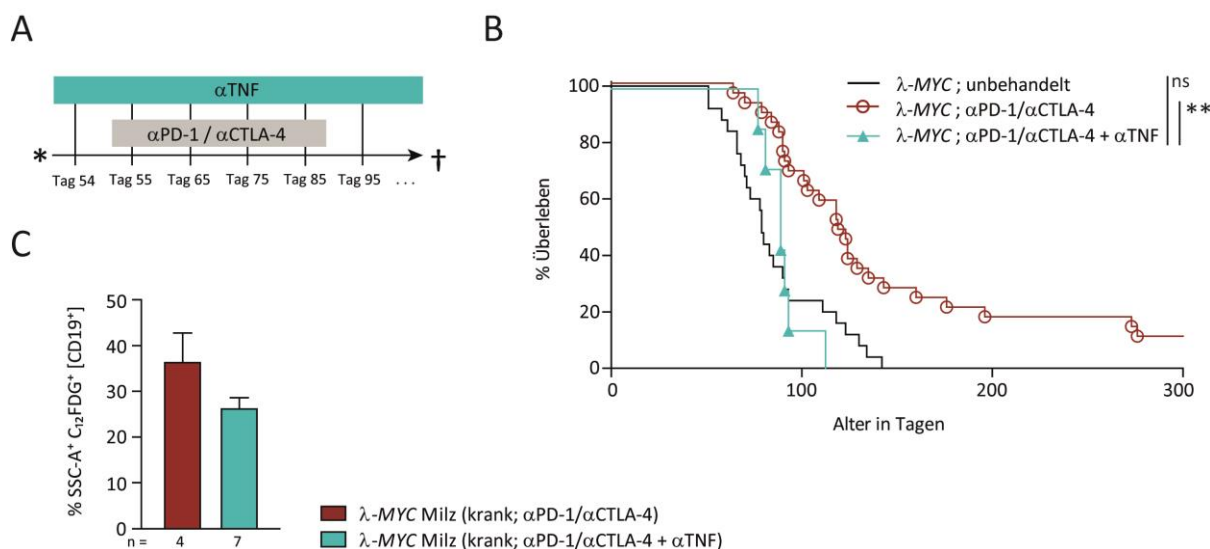 A
αTNF
αPD-1 / αCTLA-4
* †
Tag 54 Tag 55 Tag 65 Tag 75 Tag 85 Tag 95 . . .
B
% Überleben
100
80
60
40
20
0
0 100 200 300
Alter in Tagen
λ-MYC ; unbehandelt
λ-MYC ; αPD-1/αCTLA-4
λ-MYC ; αPD-1/αCTLA-4 + αTNF
ns
**
C
% SSC-A⁺ C₁₂FDG⁺ [CD19⁺]
50
40
30
20
10
0
n = 4 7
λ-MYC Milz (krank; αPD-1/αCTLA-4)
λ-MYC Milz (krank; αPD-1/αCTLA-4 + αTNF)